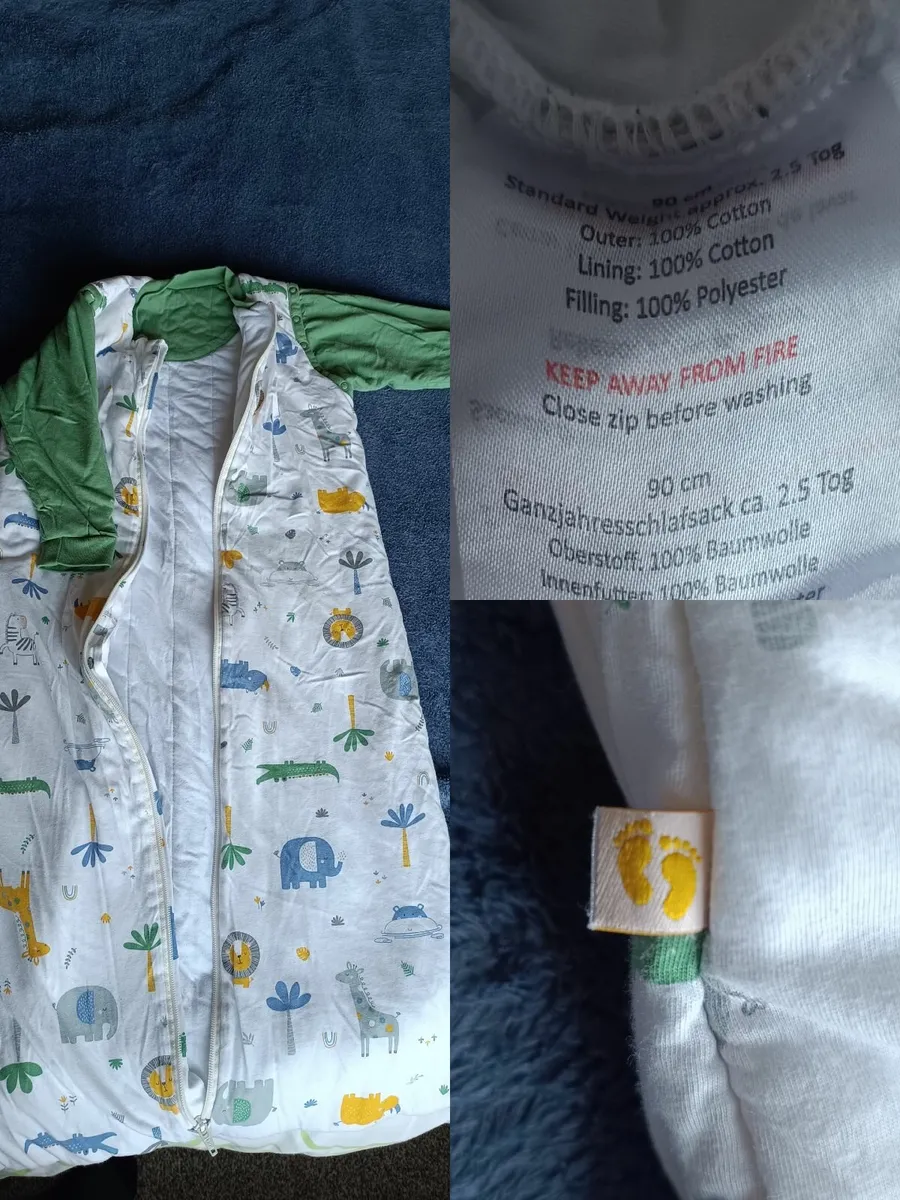 90 cm
Standard Weight approx. 2.5 Tog
Outer: 100% Cotton
Lining: 100% Cotton
Filling: 100% Polyester
KEEP AWAY FROM FIRE
Close zip before washing
90 cm
Ganzjahresschlafsack ca. 2.5 Tog
Oberstoff: 100% Baumwolle
Innenfutter: 100% Baumwolle